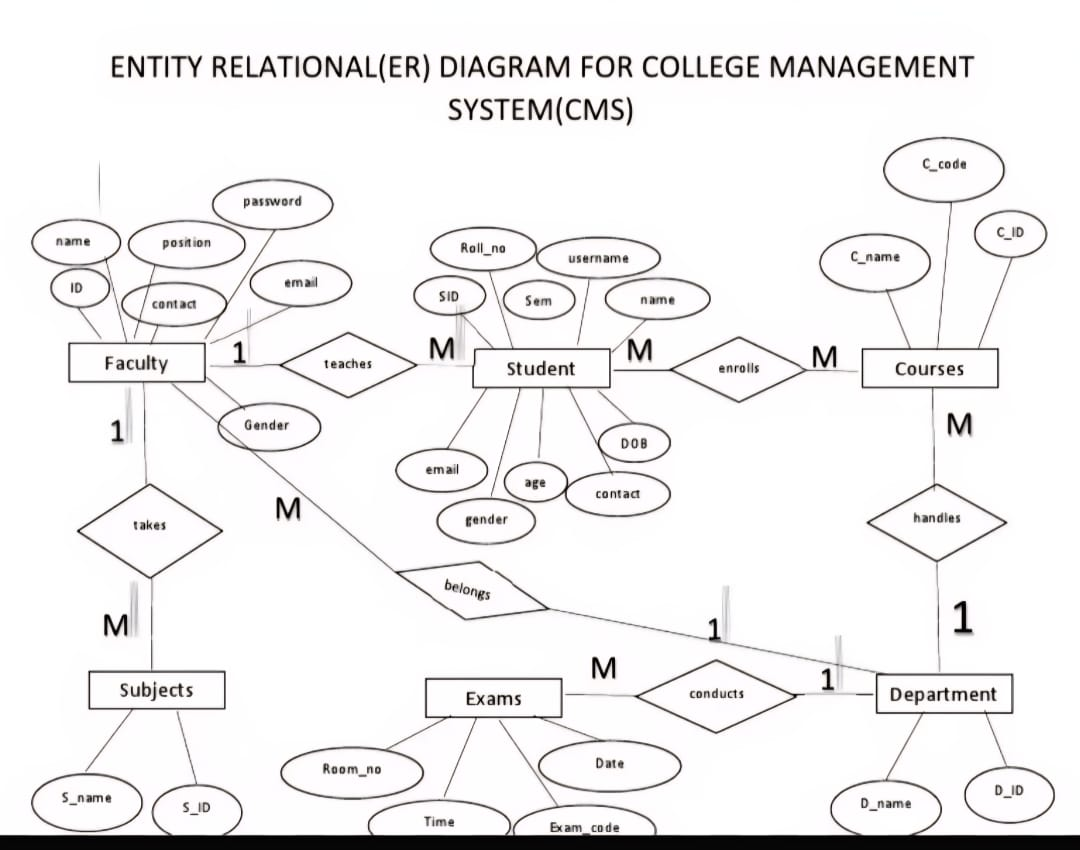 ENTITY RELATIONAL(ER) DIAGRAM FOR COLLEGE MANAGEMENT
SYSTEM(CMS)
C_code
password
name
position
C_ID
Roll_no
username
C_name
ID
contact
email
SID
Sem
name
Faculty
1
teaches
M
Student
M
enrolls
M
Courses
1
Gender
M
email
age
DOB
contact
gender
M
takes
handles
belongs
M
1
1
Subjects
Exams
M
conducts
1
Department
S_name
S_ID
Room_no
Time
Exam_code
Date
D_name
D_ID